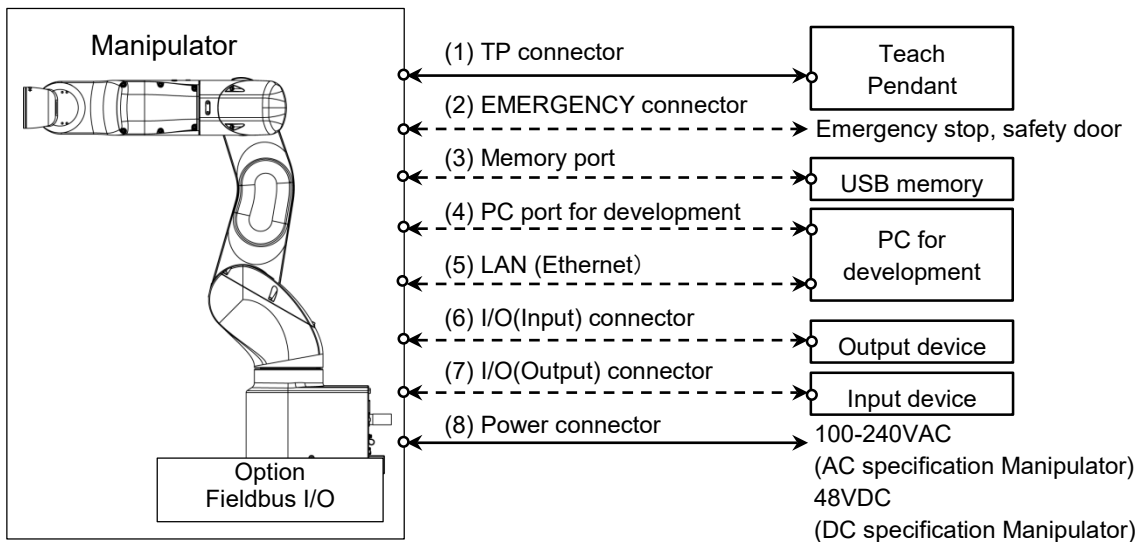 Manipulator
(1) TP connector
Teach
Pendant
(2) EMERGENCY connector
Emergency stop, safety door
(3) Memory port
USB memory
(4) PC port for development
PC for
development
(5) LAN (Ethernet）
(6) I/O(Input) connector
Output device
(7) I/O(Output) connector
Input device
(8) Power connector
100-240VAC
(AC specification Manipulator)
48VDC
(DC specification Manipulator)
Option
Fieldbus I/O